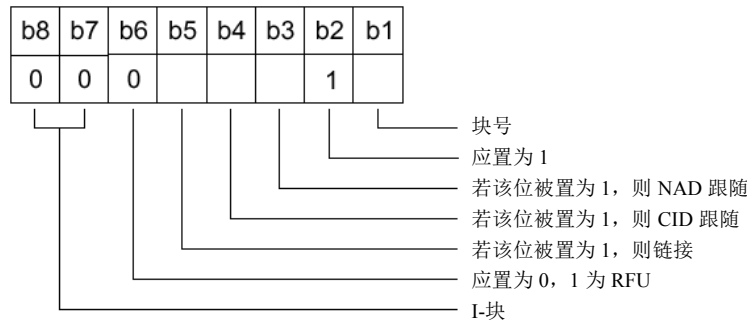 b8 b7 b6 b5 b4 b3 b2 b1
0 0 0 1
块号
应置为 1
若该位被置为 1，则 NAD 跟随
若该位被置为 1，则 CID 跟随
若该位被置为 1，则链接
应置为 0，1 为 RFU
I-块